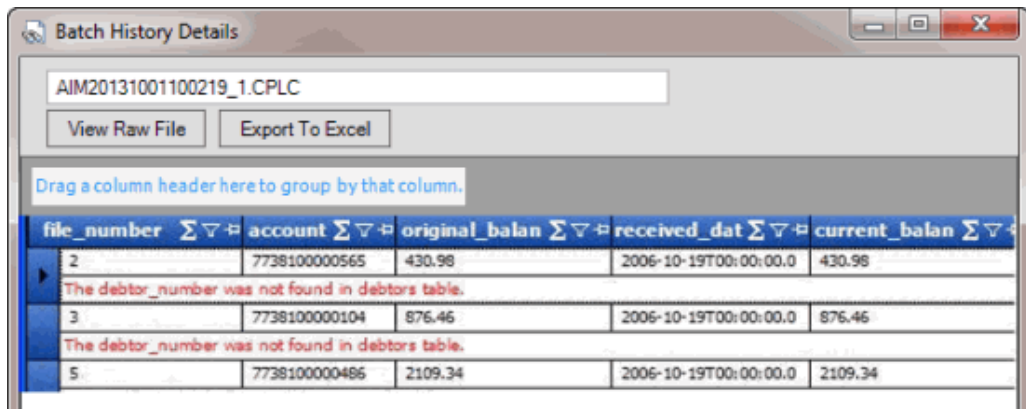 Batch History Details
AIM20131001100219_1.CPLC
View Raw File Export To Excel
Drag a column header here to group by that column.
file_number account original_balan received_dat current_balan
2 7738100000565 430.98 2006-10-19T00:00:00.0 430.98
The debtor_number was not found in debtors table.
3 7738100000104 876.46 2006-10-19T00:00:00.0 876.46
The debtor_number was not found in debtors table.
5 7738100000486 2109.34 2006-10-19T00:00:00.0 2109.34